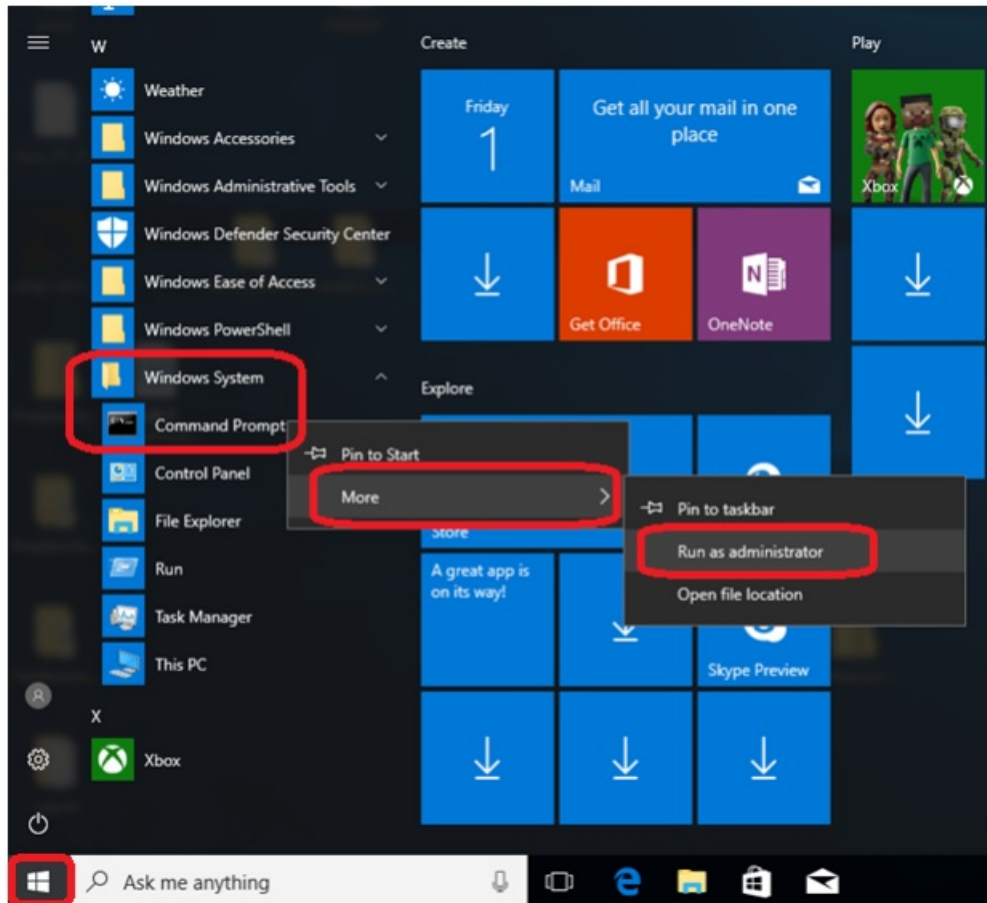 W
Weather
Windows Accessories
Windows Administrative Tools
Windows Defender Security Center
Windows Ease of Access
Windows PowerShell
Windows System
Command Prompt
Control Panel
File Explorer
Run
Task Manager
This PC
X
Xbox
Create
Friday
1
Get all your mail in one
place
Mail
Get Office
OneNote
Explore
Store
A great app is
on its way!
Skype Preview
Play
Xbox
Pin to Start
More
Pin to taskbar
Run as administrator
Open file location
Ask me anything